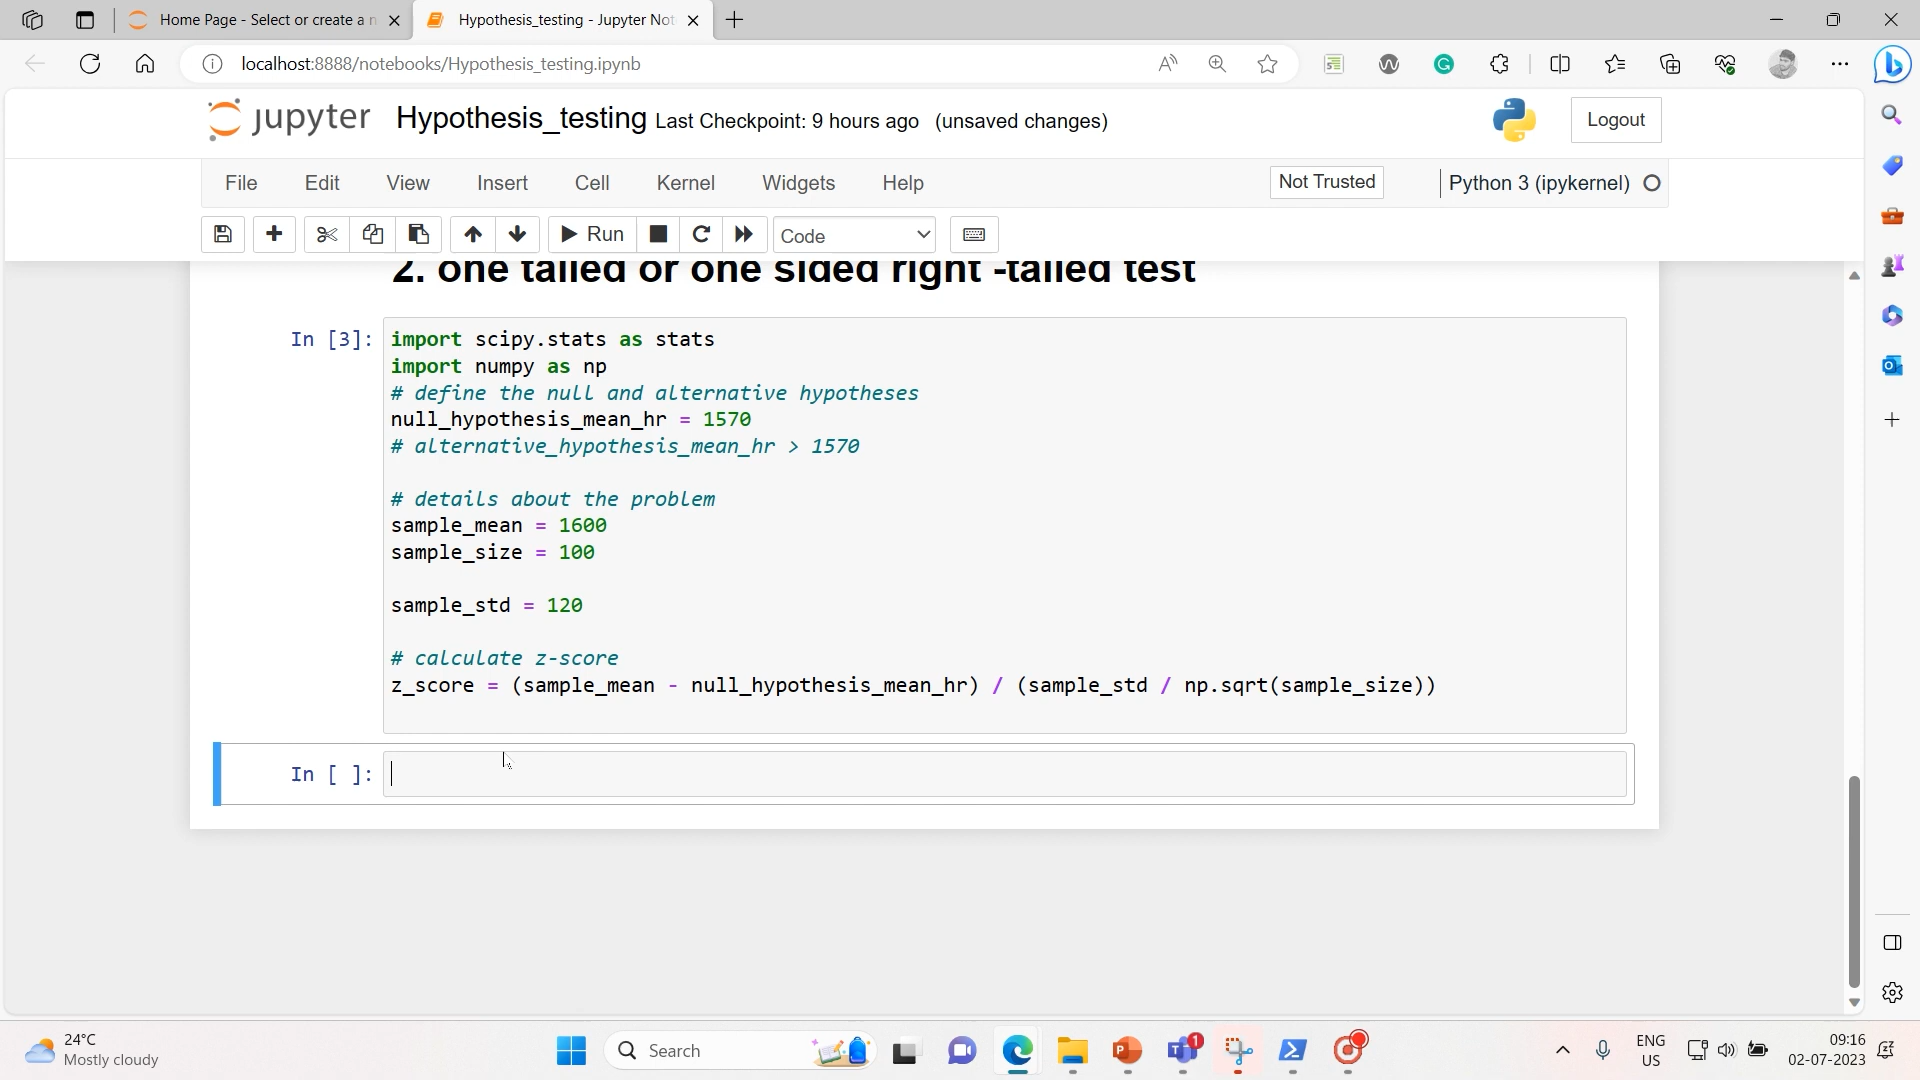 Home Page - Select or create a n
Hypothesis_testing - Jupyter Not
localhost:8888/notebooks/Hypothesis_testing.ipynb
jupyter Hypothesis_testing Last Checkpoint: 9 hours ago (unsaved changes)
Logout
File Edit View Insert Cell Kernel Widgets Help Not Trusted Python 3 (ipykernel)
Run Code
2. one tailed or one sided right -tailed test
In [3]: import scipy.stats as stats
import numpy as np
# define the null and alternative hypotheses
null_hypothesis_mean_hr = 1570
# alternative_hypothesis_mean_hr > 1570
# details about the problem
sample_mean = 1600
sample_size = 100
sample_std = 120
# calculate z-score
z_score = (sample_mean - null_hypothesis_mean_hr) / (sample_std / np.sqrt(sample_size))
In [ ]:
24°C
Mostly cloudy
Search
1
ENG
US
09:16
02-07-2023